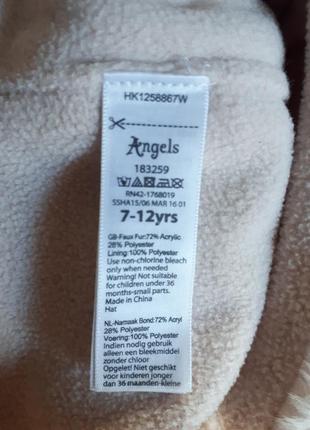 HK1258867W
Angels
183259
RN42-1768019
SSHA15/06 MAR 16 01
7-12yrs
GB-Faux Fur:72% Acrylic
28% Polyester
Lining:100% Polyester
Use non-chlorine bleach
only when needed
Warning! Not suitable
for children under 36
months-small parts.
Made in China
Hat
NL-Namaak Bond:72% Acryl
28% Polyester
Voering:100% Polyester
Indien nodig gebruik
alleen een bleekmiddel
zonder chloor
Opgelet! Niet geschikt
voor kinderen jonger
dan 36 maanden-kleine